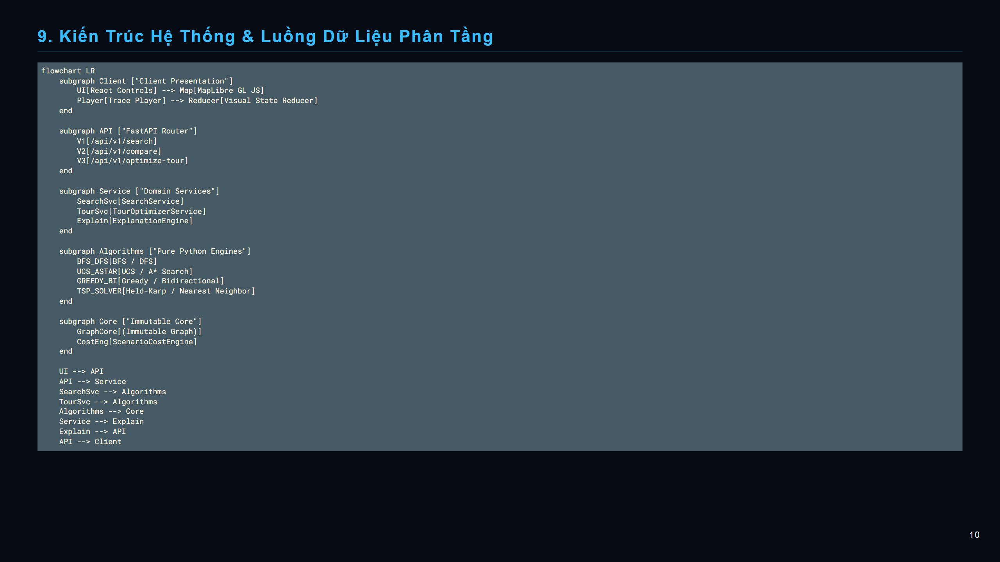 9. Kiến Trúc Hệ Thống & Luồng Dữ Liệu Phân Tầng
flowchart LR
    subgraph Client ["Client Presentation"]
        UI[React Controls] --> Map[MapLibre GL JS]
        Player[Trace Player] --> Reducer[Visual State Reducer]
    end

    subgraph API ["FastAPI Router"]
        V1[/api/v1/search]
        V2[/api/v1/compare]
        V3[/api/v1/optimize-tour]
    end

    subgraph Service ["Domain Services"]
        SearchSvc[SearchService]
        TourSvc[TourOptimizerService]
        Explain[ExplanationEngine]
    end

    subgraph Algorithms ["Pure Python Engines"]
        BFS_DFS[BFS / DFS]
        UCS_ASTAR[UCS / A* Search]
        GREEDY_BI[Greedy / Bidirectional]
        TSP_SOLVER[Held-Karp / Nearest Neighbor]
    end

    subgraph Core ["Immutable Core"]
        GraphCore[(Immutable Graph)]
        CostEng[ScenarioCostEngine]
    end

    UI --> API
    API --> Service
    SearchSvc --> Algorithms
    TourSvc --> Algorithms
    Algorithms --> Core
    Service --> Explain
    Explain --> API
    API --> Client
10